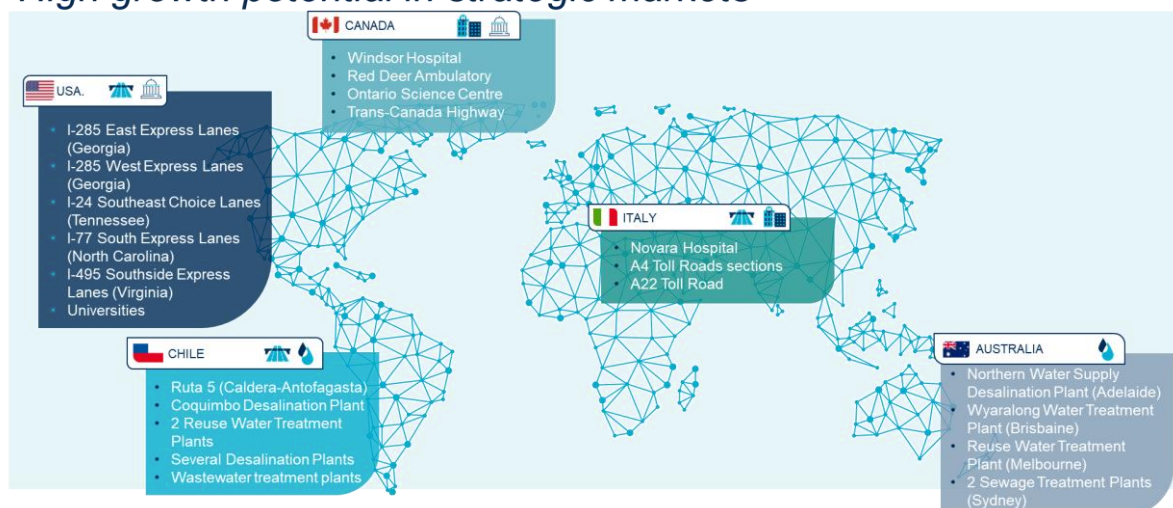 High growth potential in strategic markets
CANADA
Windsor Hospital
Red Deer Ambulatory
Ontario Science Centre
Trans-Canada Highway
USA.
I-285 East Express Lanes
(Georgia)
I-285 West Express Lanes
(Georgia)
I-24 Southeast Choice Lanes
(Tennessee)
I-77 South Express Lanes
(North Carolina)
I-495 Southside Express
Lanes (Virginia)
Universities
ITALY
Novara Hospital
A4 Toll Roads sections
A22 Toll Road
CHILE
Ruta 5 (Caldera-Antofagasta)
Coquimbo Desalination Plant
2 Reuse Water Treatment
Plants
Several Desalination Plants
Wastewater treatment plants
AUSTRALIA
Northern Water Supply
Desalination Plant (Adelaide)
Wyaralong Water Treatment
Plant (Brisbaine)
Reuse Water Treatment
Plant (Melbourne)
2 Sewage Treatment Plants
(Sydney)